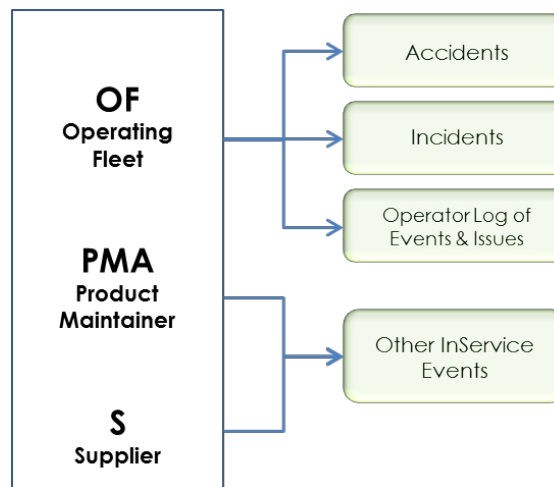 OF
Operating
Fleet
PMA
Product
Maintainer
S
Supplier
Accidents
Incidents
Operator Log of
Events & Issues
Other InService
Events